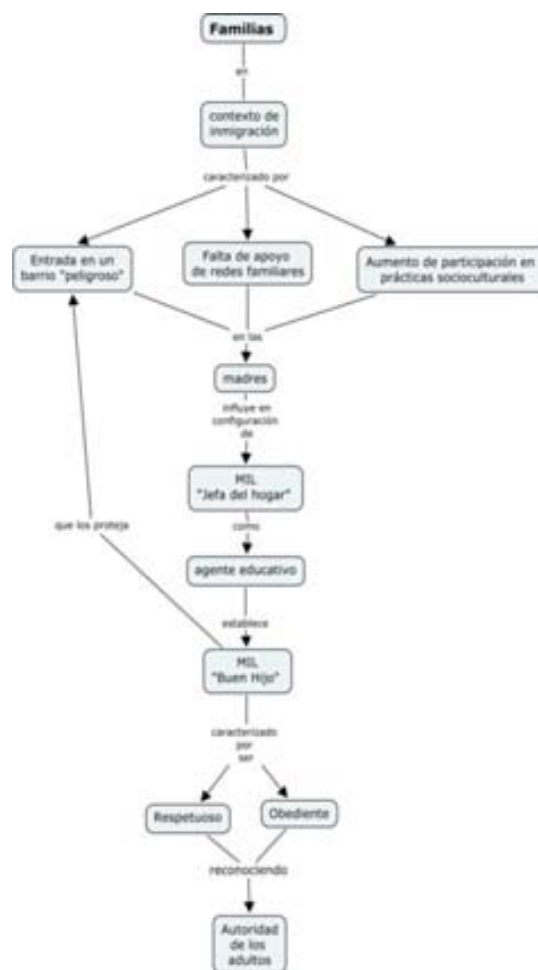 Familias
en
contexto de
inmigración
caracterizado por
Entrada en un
barrio "peligroso"
Falta de apoyo
de redes familiares
Aumento de participación en
prácticas socioculturales
en las
madres
influye en
configuración
de
MIL
"Jefa del hogar"
como
que los proteja
agente educativo
establece
MIL
"Buen Hijo"
caracterizado
por
ser
Respetuoso
Obediente
reconociendo
Autoridad
de los
adultos